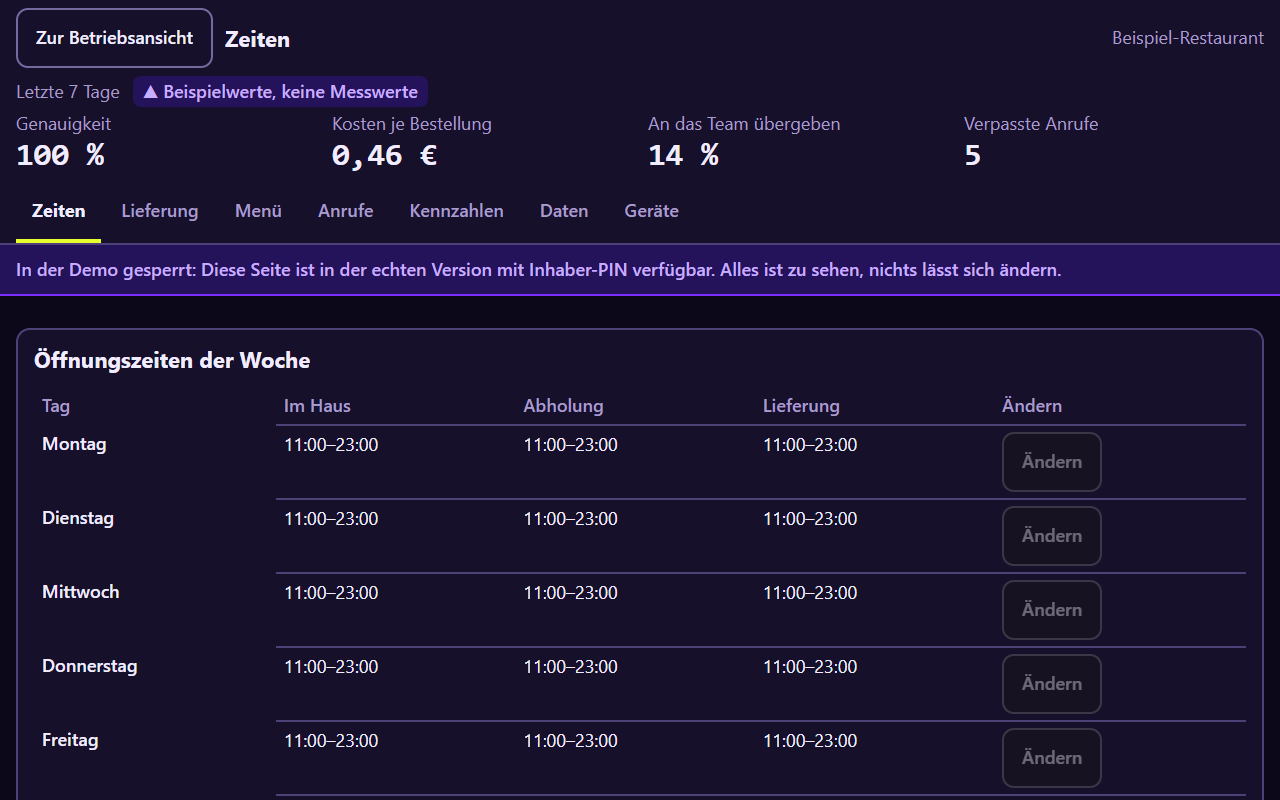 Zur Betriebsansicht
Zeiten
Beispiel-Restaurant
Letzte 7 Tage
▲ Beispielwerte, keine Messwerte
Genauigkeit
100 %
Kosten je Bestellung
0,46 €
An das Team übergeben
14 %
Verpasste Anrufe
5
Zeiten Lieferung Menü Anrufe Kennzahlen Daten Geräte
In der Demo gesperrt: Diese Seite ist in der echten Version mit Inhaber-PIN verfügbar. Alles ist zu sehen, nichts lässt sich ändern.
Öffnungszeiten der Woche
Tag Im Haus Abholung Lieferung Ändern
Montag 11:00–23:00 11:00–23:00 11:00–23:00 Ändern
Dienstag 11:00–23:00 11:00–23:00 11:00–23:00 Ändern
Mittwoch 11:00–23:00 11:00–23:00 11:00–23:00 Ändern
Donnerstag 11:00–23:00 11:00–23:00 11:00–23:00 Ändern
Freitag 11:00–23:00 11:00–23:00 11:00–23:00 Ändern